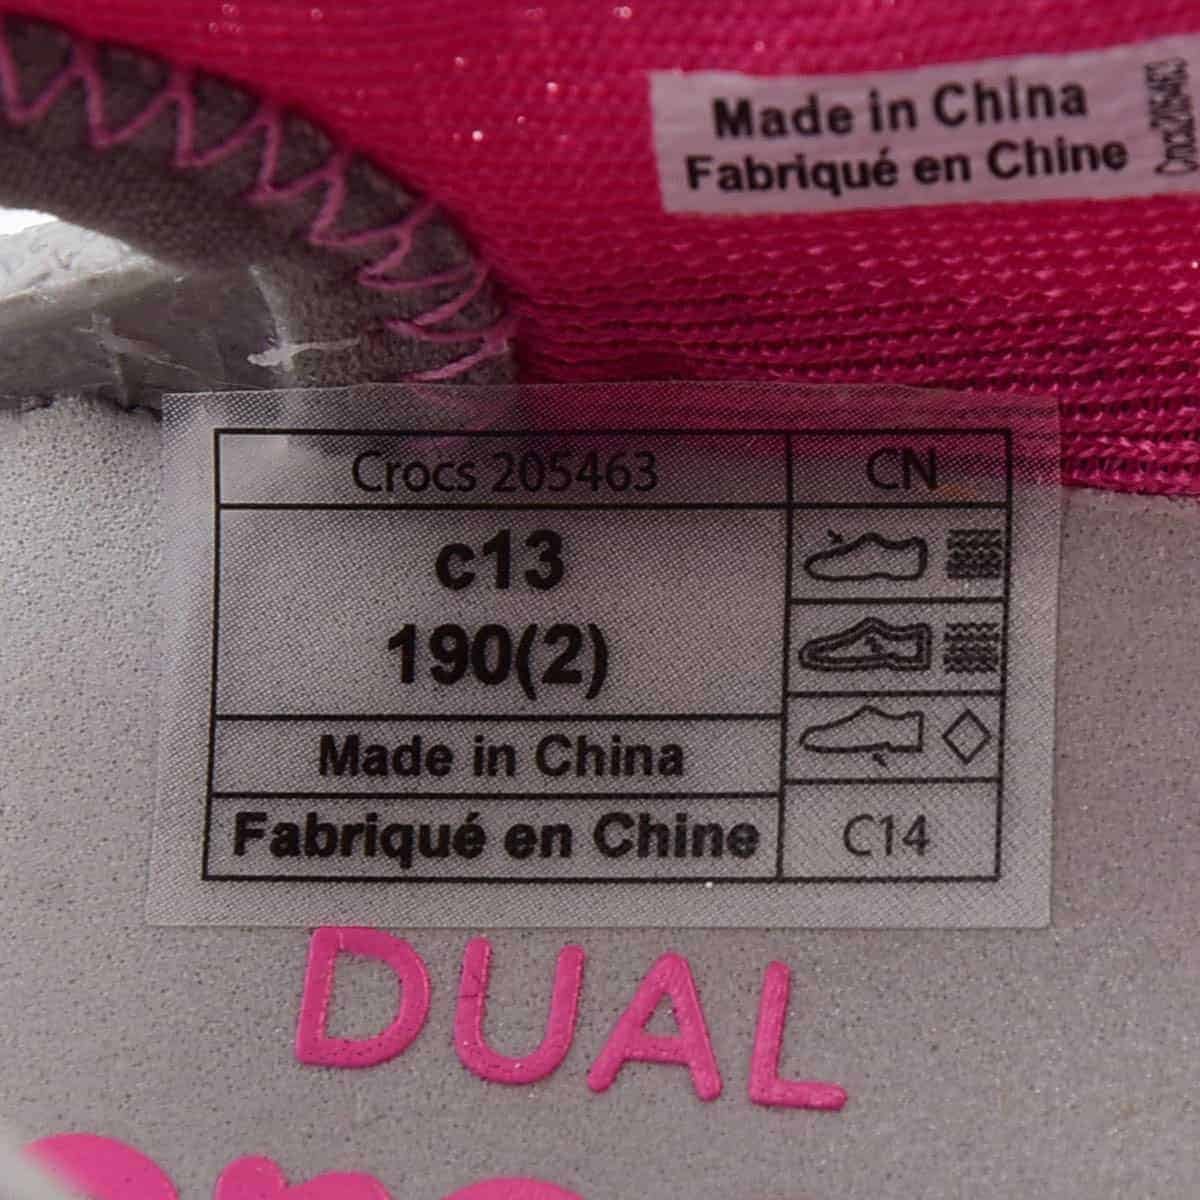 Made in China
Fabriqué en Chine
Crocs205463
Crocs 205463
CN
c13
190(2)
Made in China
Fabriqué en Chine
C14
DUAL